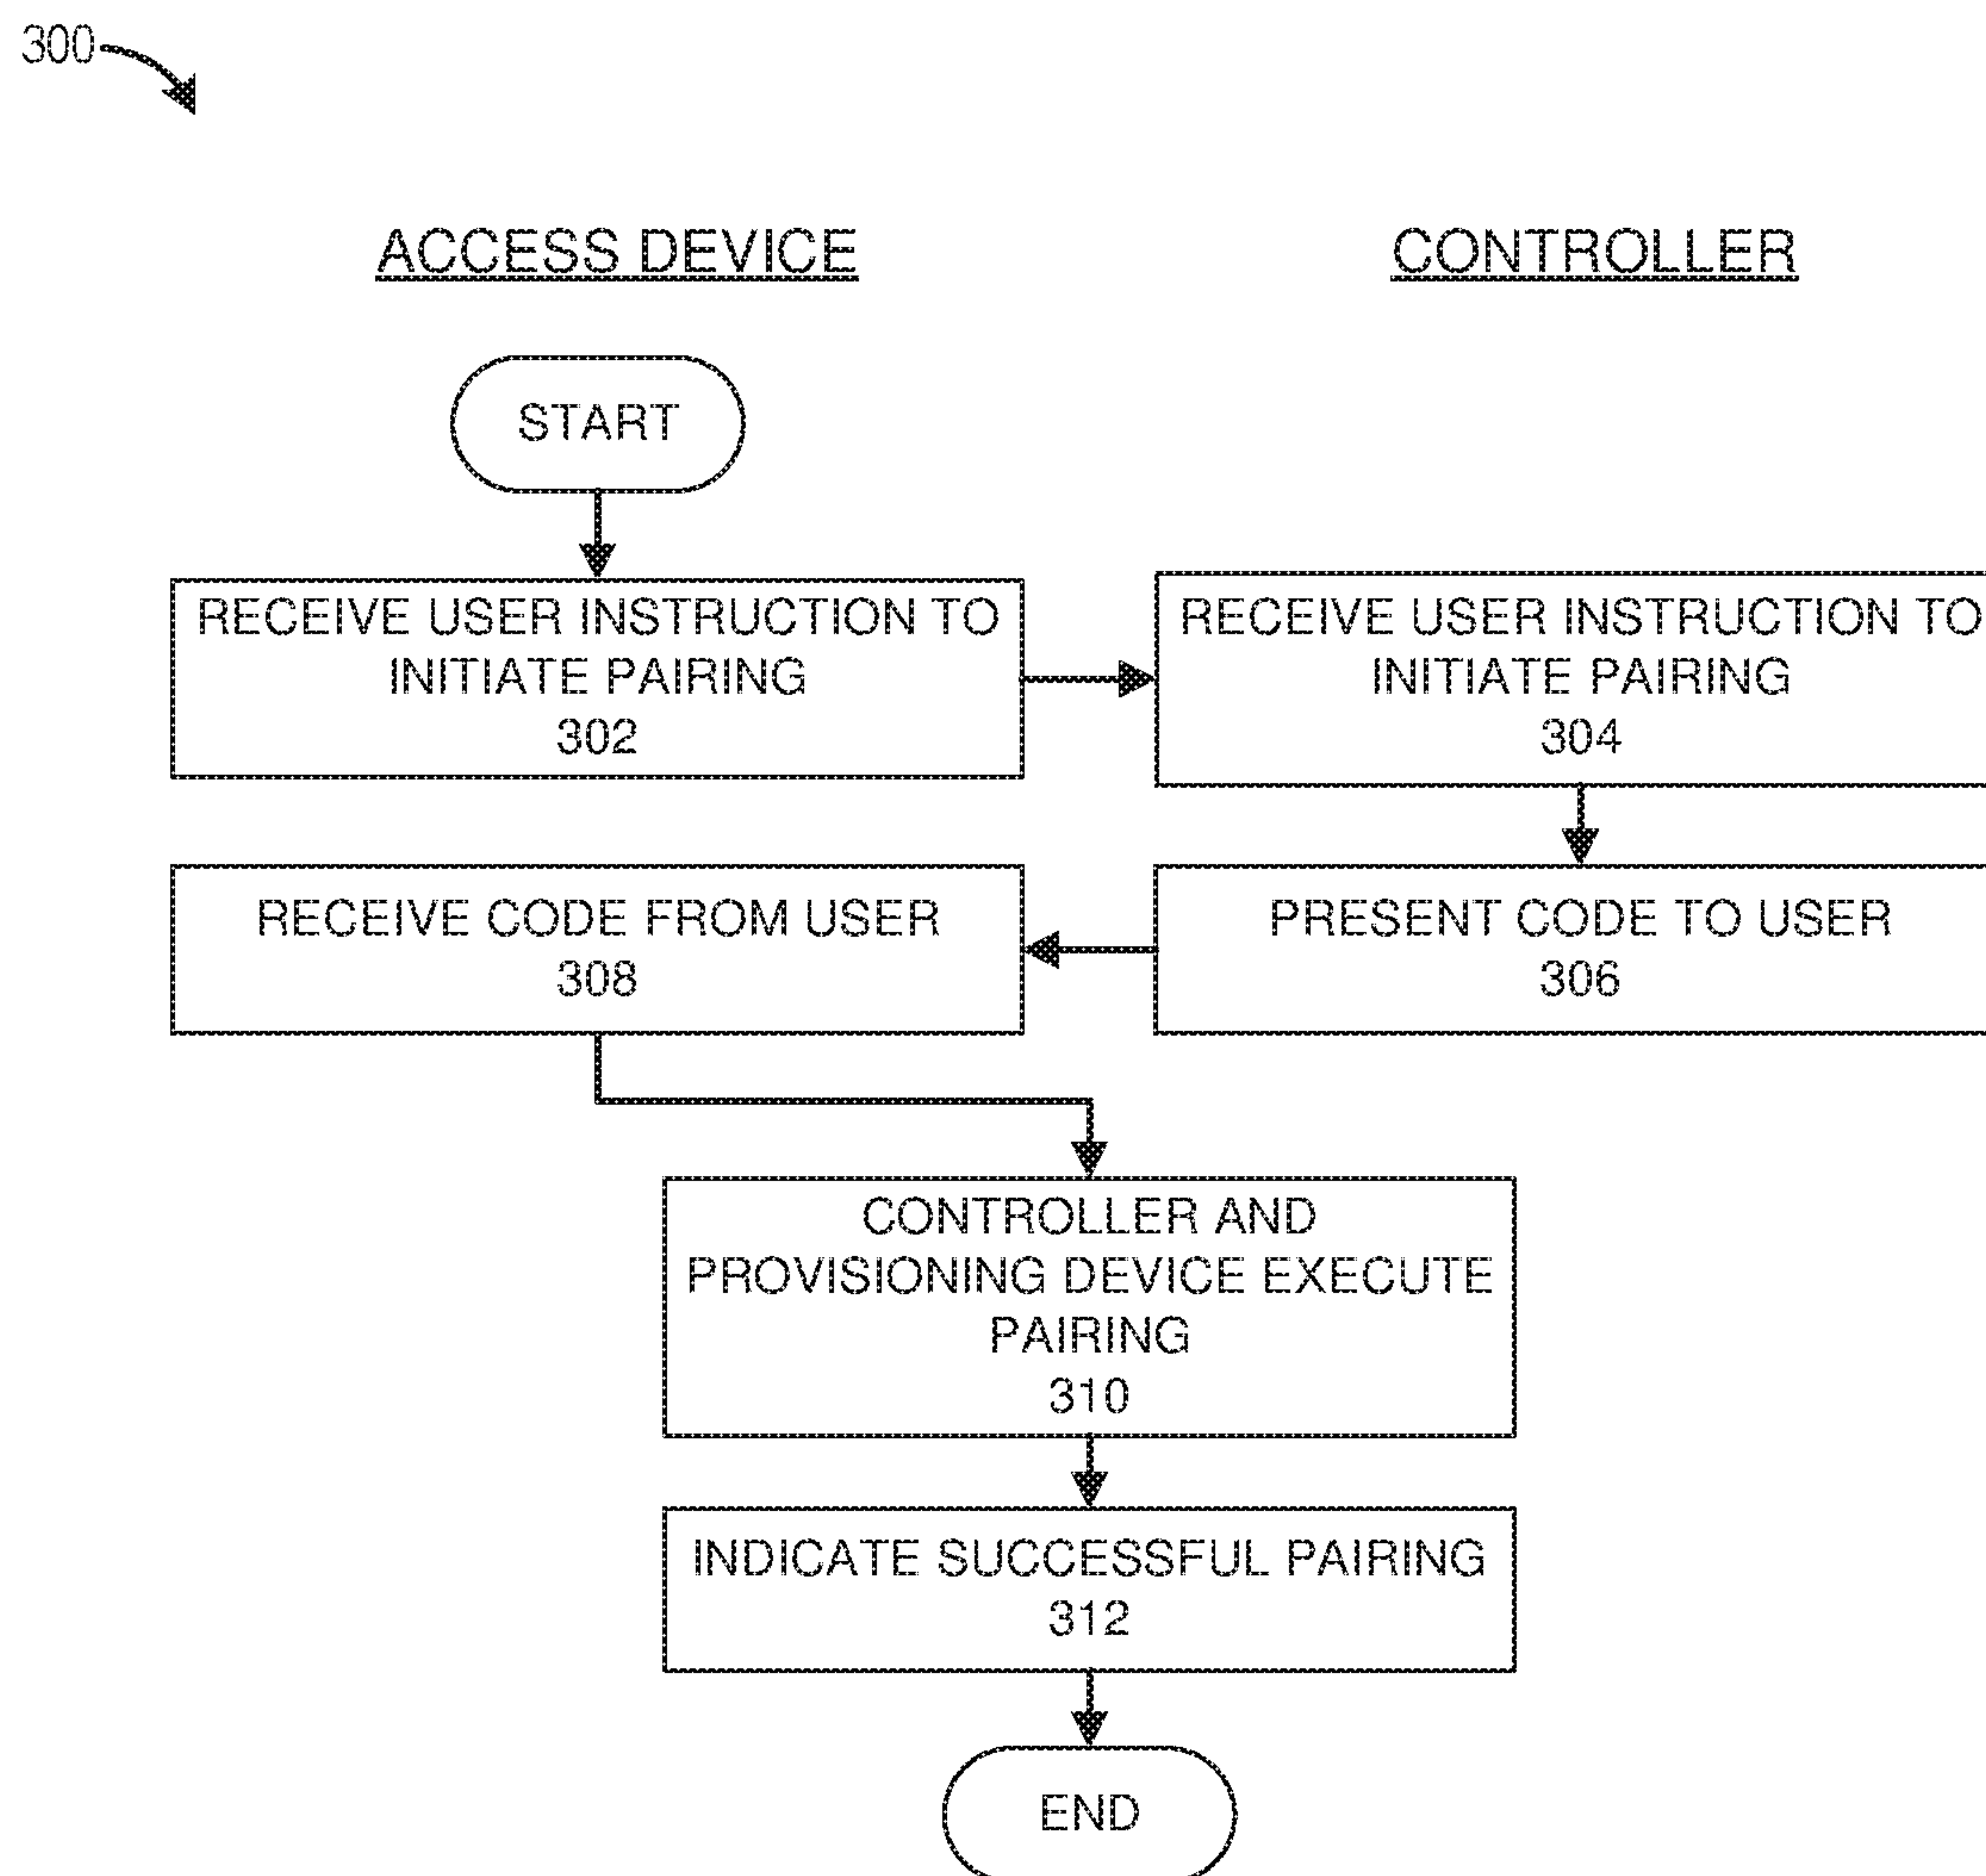 300
ACCESS DEVICE
CONTROLLER
START
RECEIVE USER INSTRUCTION TO
INITIATE PAIRING
302
RECEIVE USER INSTRUCTION TO
INITIATE PAIRING
304
PRESENT CODE TO USER
306
RECEIVE CODE FROM USER
308
CONTROLLER AND
PROVISIONING DEVICE EXECUTE
PAIRING
310
INDICATE SUCCESSFUL PAIRING
312
END